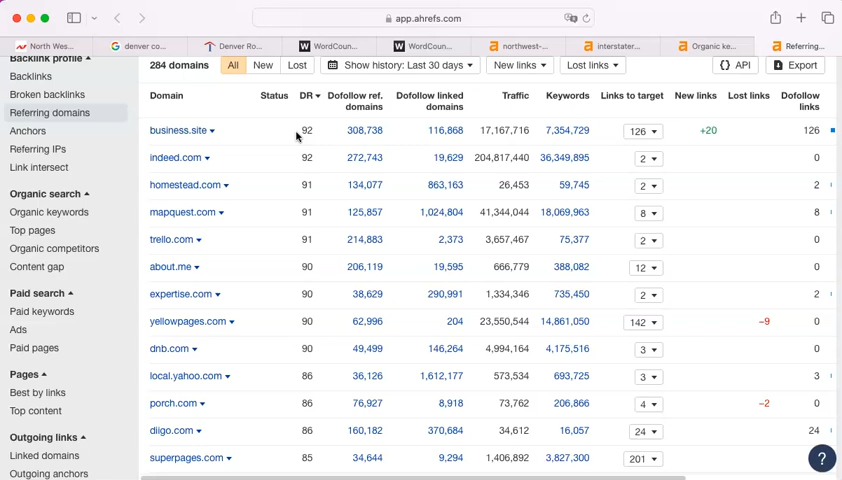 app.ahrefs.com
North Wes...
denver co...
Denver Ro...
WordCoun...
WordCoun...
northwest-...
interstater...
Organic ke...
Referring...
Backlink profile
Backlinks
Broken backlinks
Referring domains
Anchors
Referring IPs
Link intersect
Organic search
Organic keywords
Top pages
Organic competitors
Content gap
Paid search
Paid keywords
Ads
Paid pages
Pages
Best by links
Top content
Outgoing links
Linked domains
Outgoing anchors
284 domains All New Lost Show history: Last 30 days New links Lost links {} API Export
Domain Status DR Dofollow ref. domains Dofollow linked domains Traffic Keywords Links to target New links Lost links Dofollow links
business.site 92 308,738 116,868 17,167,716 7,354,729 126 +20 126
indeed.com 92 272,743 19,629 204,817,440 36,349,895 2 0
homestead.com 91 134,077 863,163 26,453 59,745 2 2
mapquest.com 91 125,857 1,024,804 41,344,044 18,069,963 8 8
trello.com 91 214,883 2,373 3,657,467 75,377 2 0
about.me 90 206,119 19,595 666,779 388,082 12 0
expertise.com 90 38,629 290,991 1,334,346 735,450 2 2
yellowpages.com 90 62,996 204 23,550,544 14,861,050 142 –9 0
dnb.com 90 49,499 146,264 4,994,164 4,175,516 3 0
local.yahoo.com 86 36,126 1,612,177 573,534 693,725 3 3
porch.com 86 76,927 8,918 73,762 206,866 4 –2 0
diigo.com 86 160,182 370,684 34,612 16,057 24 24
superpages.com 85 34,644 9,294 1,406,892 3,827,300 201
?